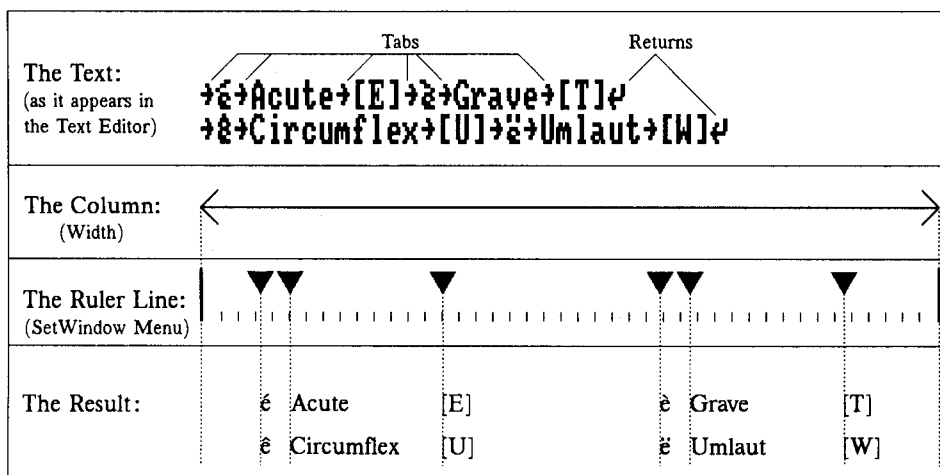 Tabs Returns
The Text:
(as it appears in
the Text Editor)
→é→Acute→[E]→è→Grave→[T]↵
→ê→Circumflex→[U]→ë→Umlaut→[W]↵
The Column:
(Width)
The Ruler Line:
(SetWindow Menu)
The Result: é Acute [E] è Grave [T]
ê Circumflex [U] ë Umlaut [W]